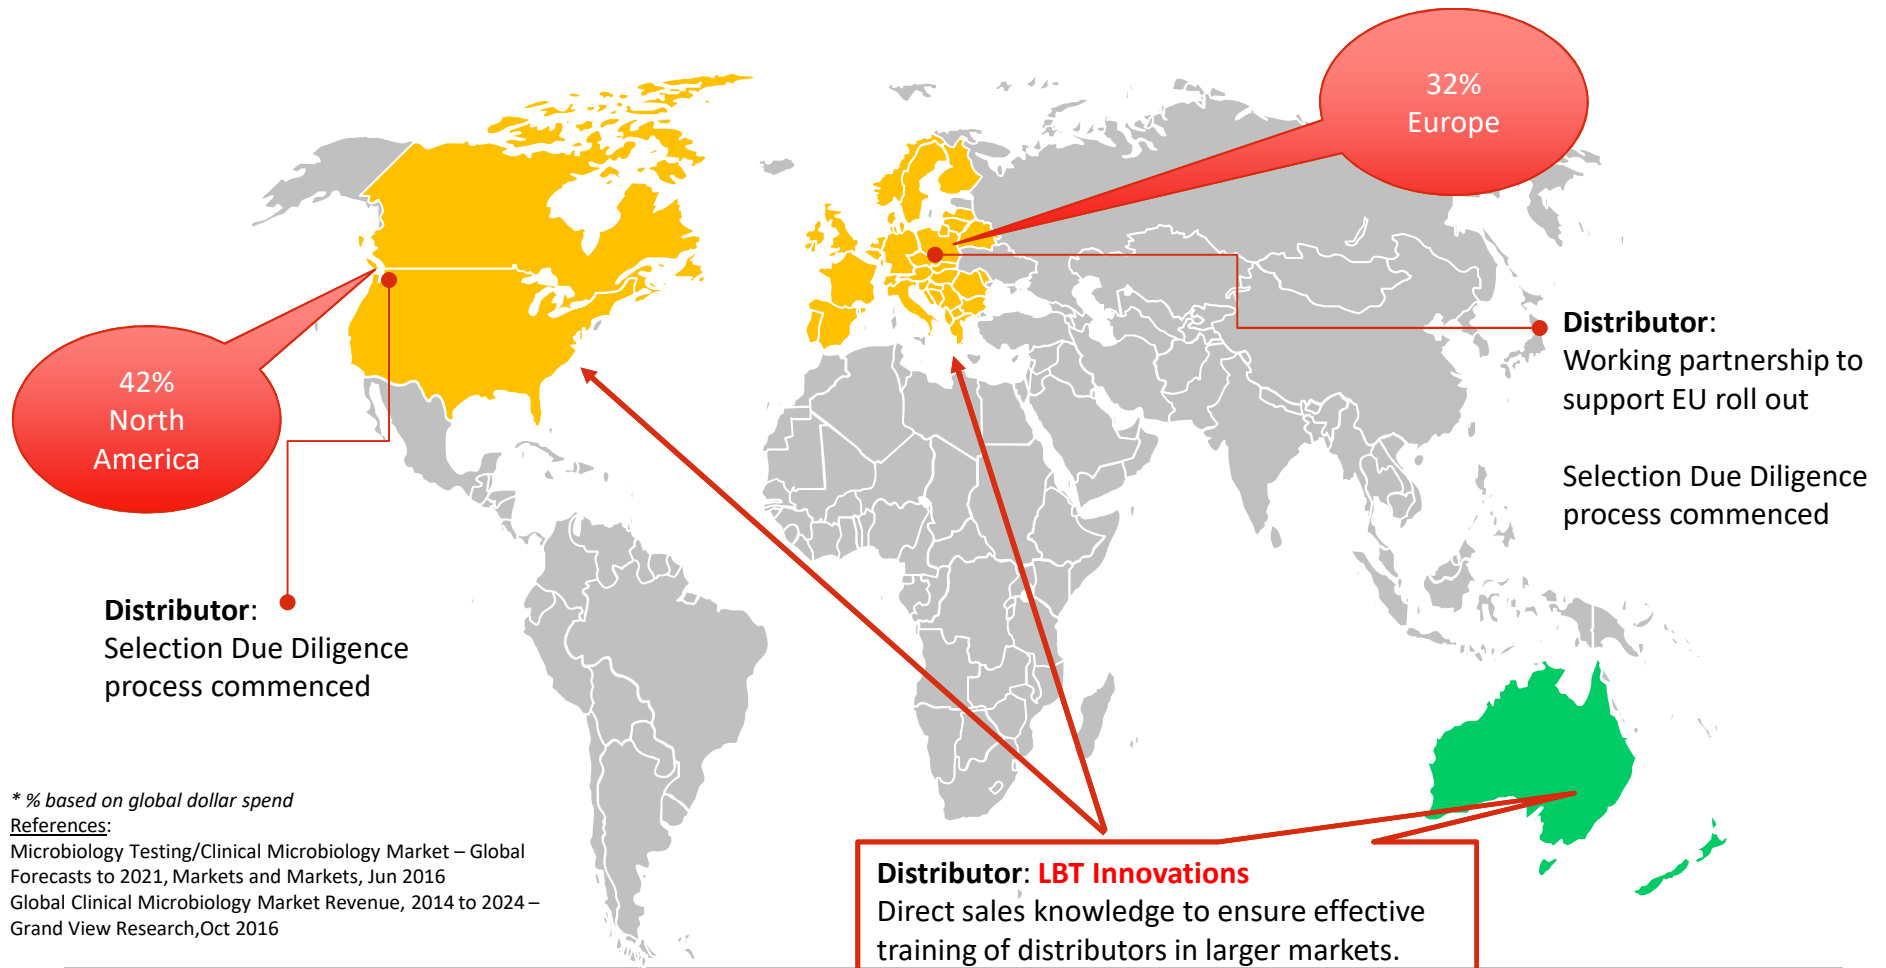 32%
Europe
42%
North
America
Distributor:
Working partnership to
support EU roll out
Selection Due Diligence
process commenced
Distributor:
Selection Due Diligence
process commenced
* % based on global dollar spend
References:
Microbiology Testing/Clinical Microbiology Market – Global
Forecasts to 2021, Markets and Markets, Jun 2016
Global Clinical Microbiology Market Revenue, 2014 to 2024 –
Grand View Research,Oct 2016
Distributor: LBT Innovations
Direct sales knowledge to ensure effective
training of distributors in larger markets.